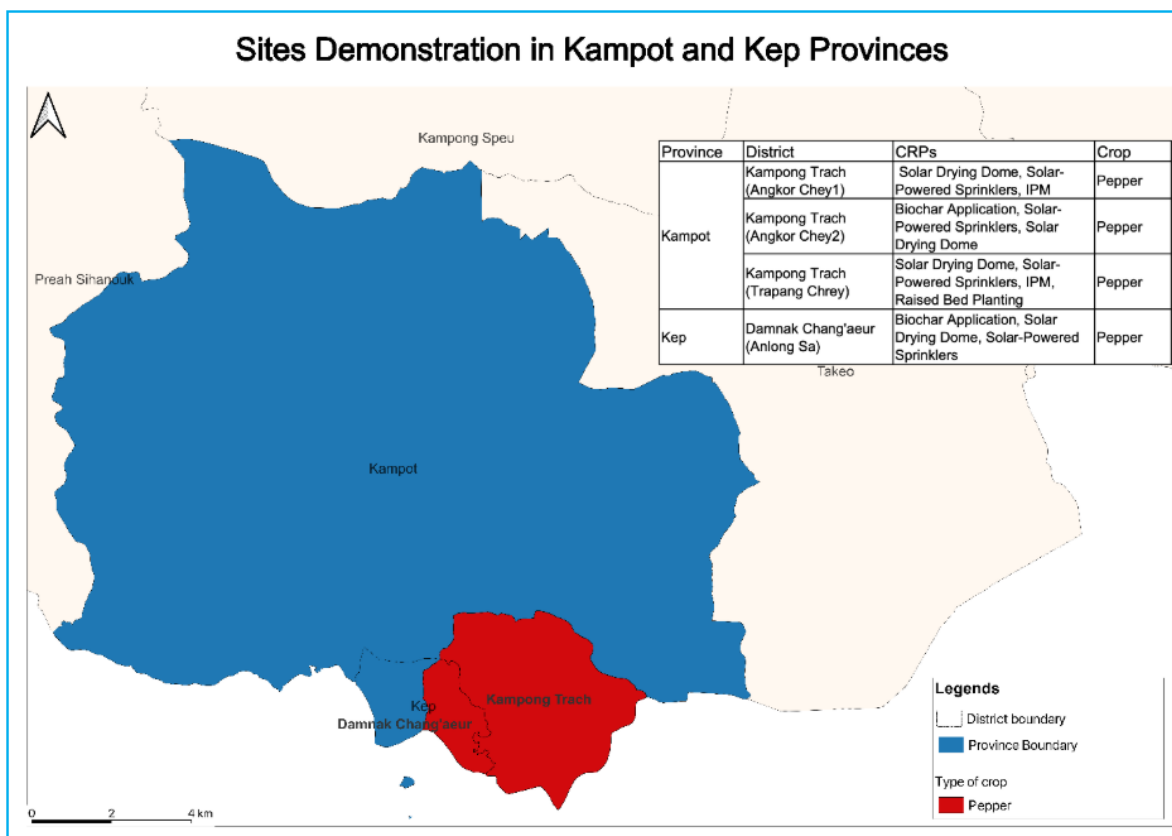 Sites Demonstration in Kampot and Kep Provinces
Kampong Speu
Province District CRPs Crop
Kampot
Kampong Trach
(Angkor Chey1)
Solar Drying Dome, Solar-
Powered Sprinklers, IPM
Pepper
Kampong Trach
(Angkor Chey2)
Biochar Application, Solar-
Powered Sprinklers, Solar
Drying Dome
Pepper
Kampong Trach
(Trapang Chrey)
Solar Drying Dome, Solar-
Powered Sprinklers, IPM,
Raised Bed Planting
Pepper
Kep
Damnak Chang'aeur
(Anlong Sa)
Biochar Application, Solar
Drying Dome, Solar-Powered
Sprinklers
Pepper
Preah Sihanouk
Takeo
Kampot
Kampong Trach
Kep
Damnak Chang'aeur
Legends
District boundary
Province Boundary
Type of crop
Pepper
0 2 4 km